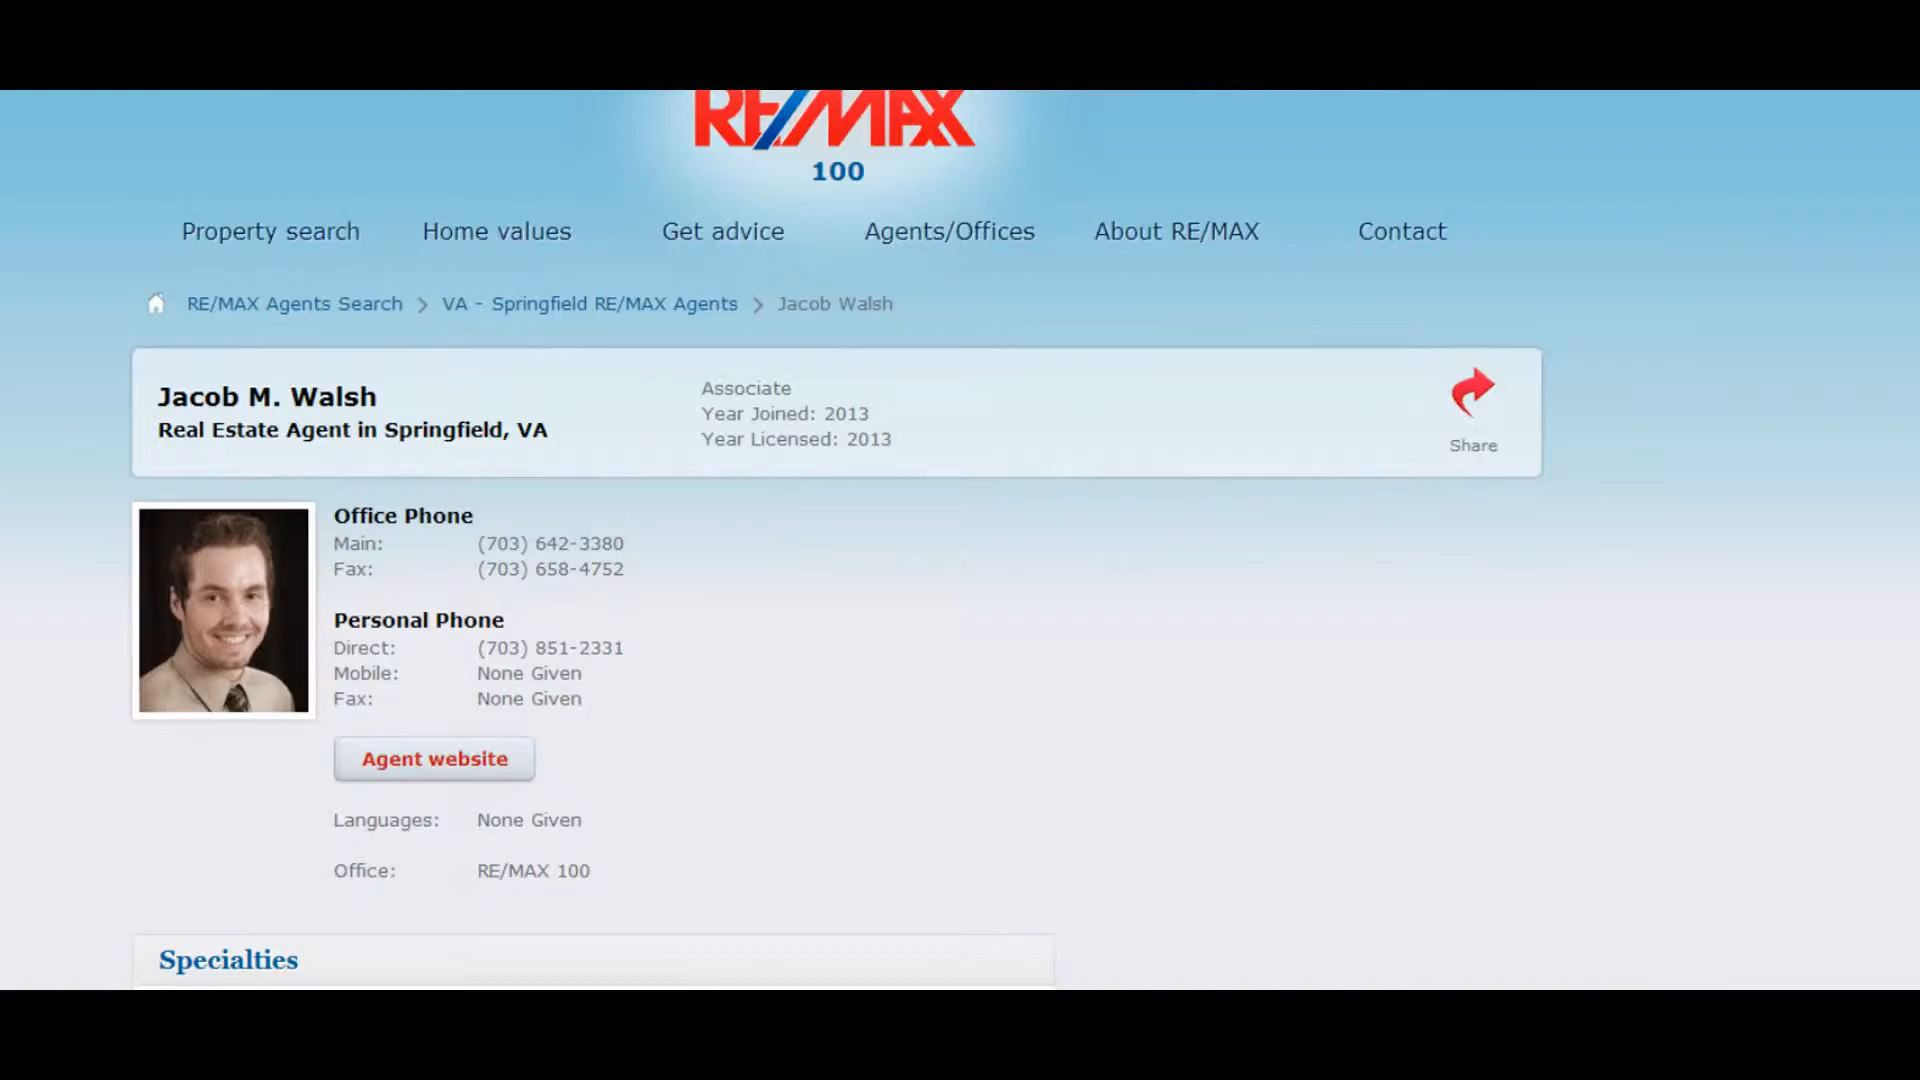 RE/MAX
100
Property search Home values Get advice Agents/Offices About RE/MAX Contact
RE/MAX Agents Search > VA - Springfield RE/MAX Agents > Jacob Walsh
Jacob M. Walsh
Real Estate Agent in Springfield, VA
Associate
Year Joined: 2013
Year Licensed: 2013
Share
Office Phone
Main: (703) 642-3380
Fax: (703) 658-4752
Personal Phone
Direct: (703) 851-2331
Mobile: None Given
Fax: None Given
Agent website
Languages: None Given
Office: RE/MAX 100
Specialties